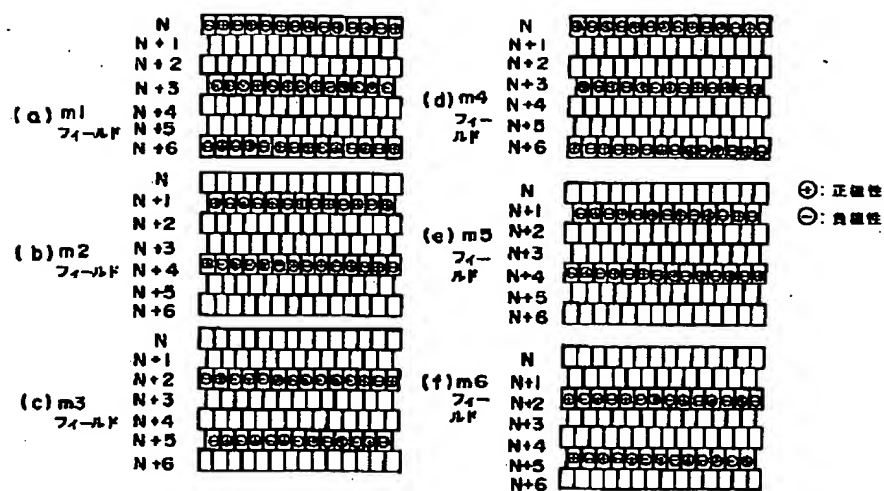 N
N+1
N+2
N+3
(a) m1
フィールド
N+4
N+5
N+6
N
N+1
N+2
N+3
(b) m2
フィールド
N+4
N+5
N+6
N
N+1
N+2
(c) m3
フィールド
N+3
N+4
N+5
N+6
N
N+1
N+2
N+3
(d) m4
フィー
ルド
N+4
N+5
N+6
N
N+1
N+2
(e) m5
フィー
ルド
N+3
N+4
N+5
N+6
N
N+1
(f) m6
フィー
ルド
N+2
N+3
N+4
N+5
N+6
⊕: 正極性
⊖: 負極性